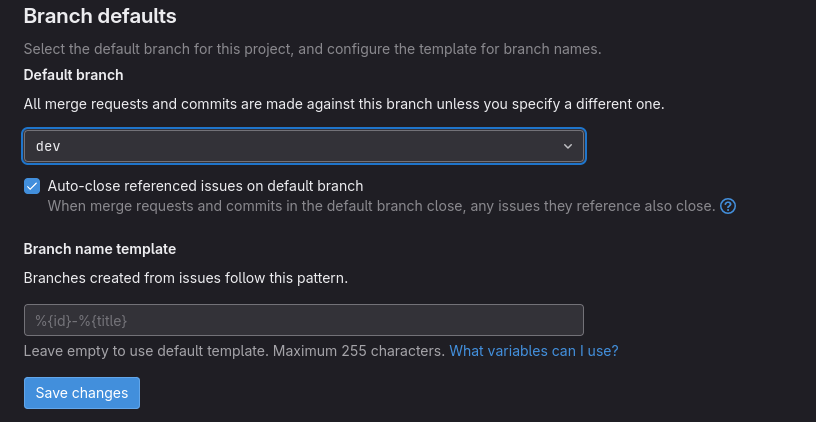 Branch defaults
Select the default branch for this project, and configure the template for branch names.
Default branch
All merge requests and commits are made against this branch unless you specify a different one.
dev
Auto-close referenced issues on default branch
When merge requests and commits in the default branch close, any issues they reference also close.
Branch name template
Branches created from issues follow this pattern.
%{id}-%{title}
Leave empty to use default template. Maximum 255 characters. What variables can I use?
Save changes